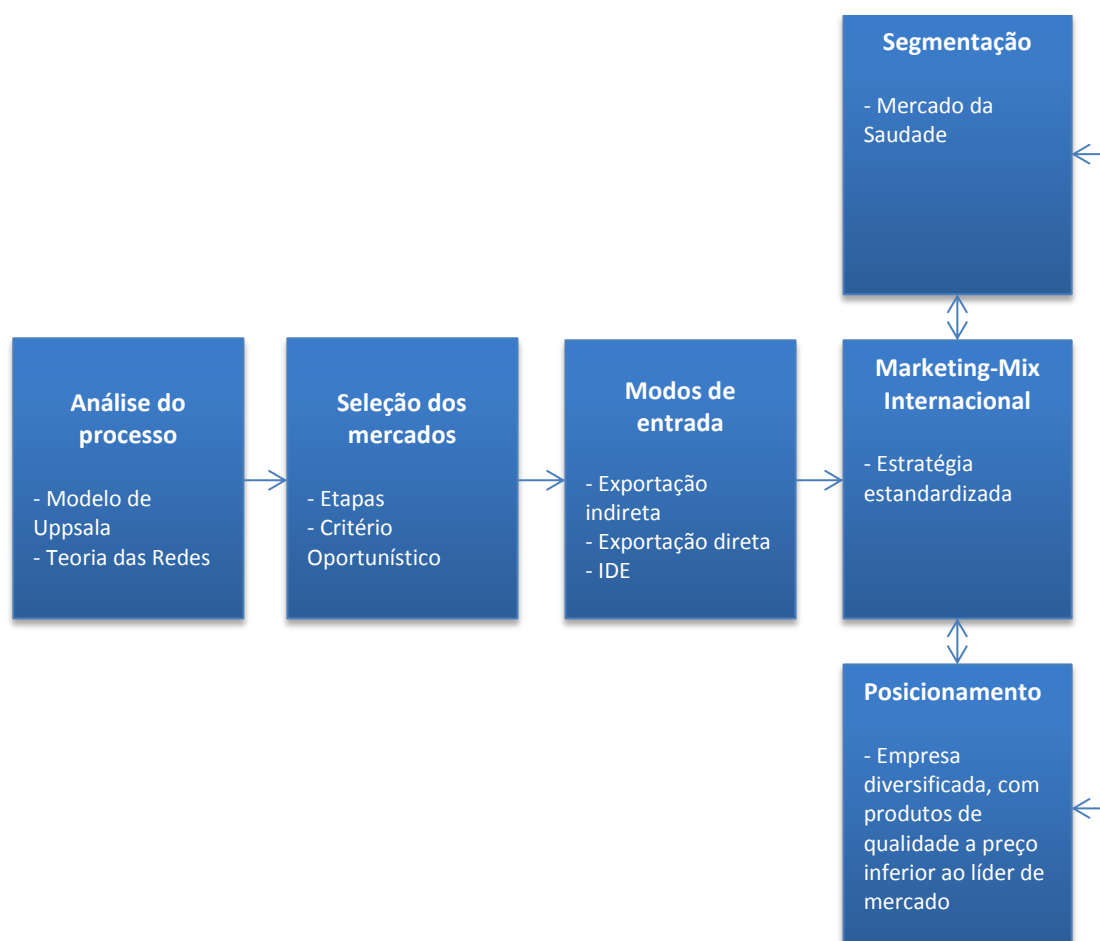 Segmentação
- Mercado da
Saudade
Análise do
processo
- Modelo de
Uppsala
- Teoria das Redes
Seleção dos
mercados
- Etapas
- Critério
Oportunístico
Modos de
entrada
- Exportação
indireta
- Exportação direta
- IDE
Marketing-Mix
Internacional
- Estratégia
estandardizada
Posicionamento
- Empresa
diversificada, com
produtos de
qualidade a preço
inferior ao líder de
mercado